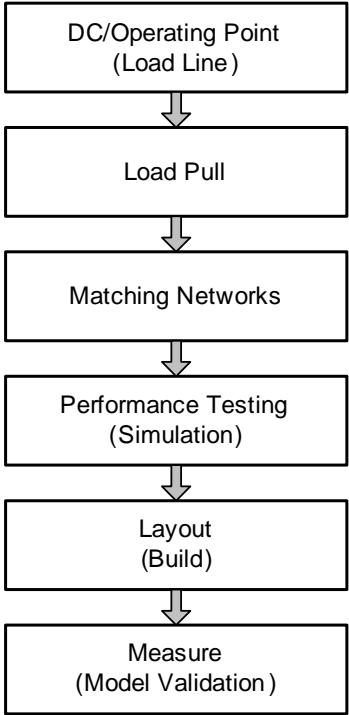 DC/Operating Point
(Load Line)
Load Pull
Matching Networks
Performance Testing
(Simulation)
Layout
(Build)
Measure
(Model Validation)